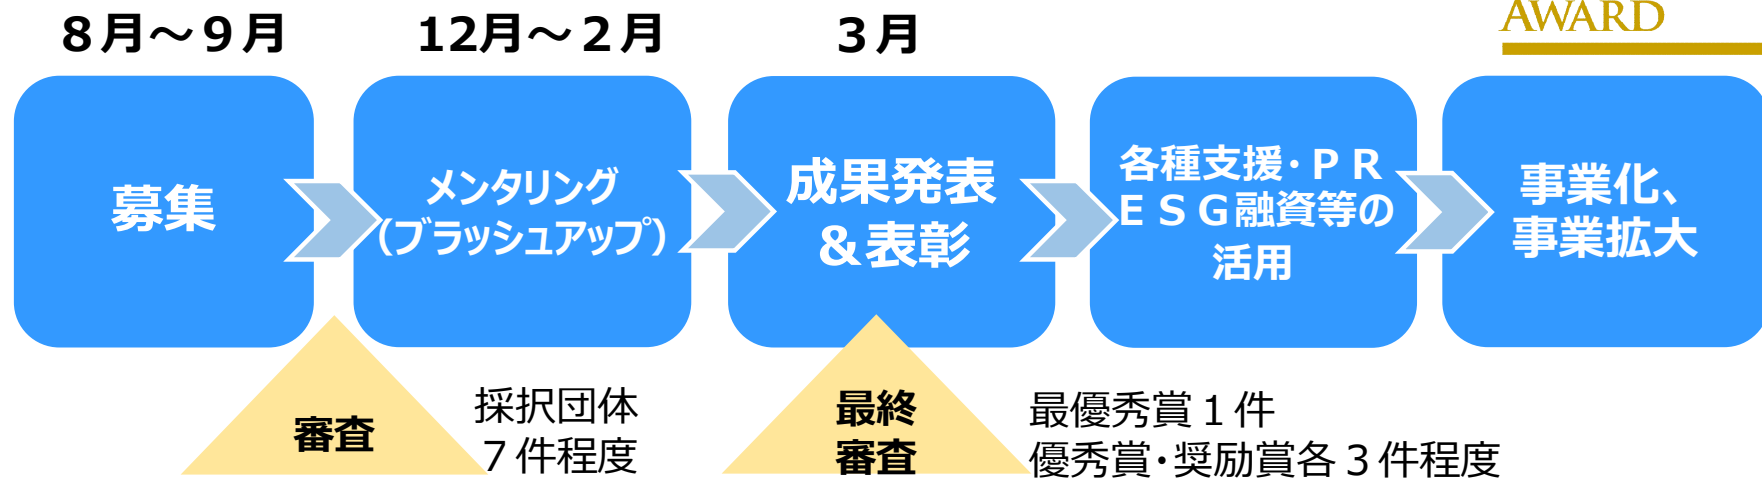 AWARD
８月～９月
12月～２月
３月
募集
メンタリング
（ブラッシュアップ）
成果発表
＆表彰
各種支援・ＰＲ
ＥＳＧ融資等の
活用
事業化、
事業拡大
審査
採択団体
７件程度
最終
審査
最優秀賞１件
優秀賞・奨励賞各３件程度